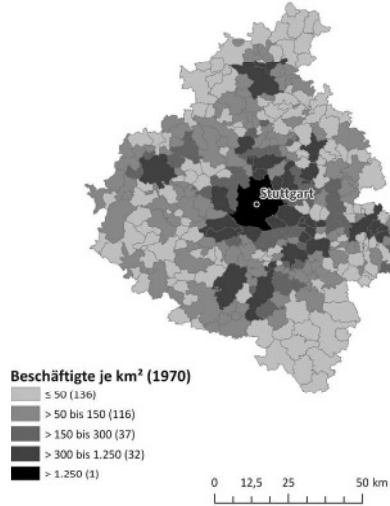 Stuttgart
Beschäftigte je km² (1970)
≤ 50 (136)
> 50 bis 150 (116)
> 150 bis 300 (37)
> 300 bis 1.250 (32)
> 1.250 (1)
0 12,5 25 50 km